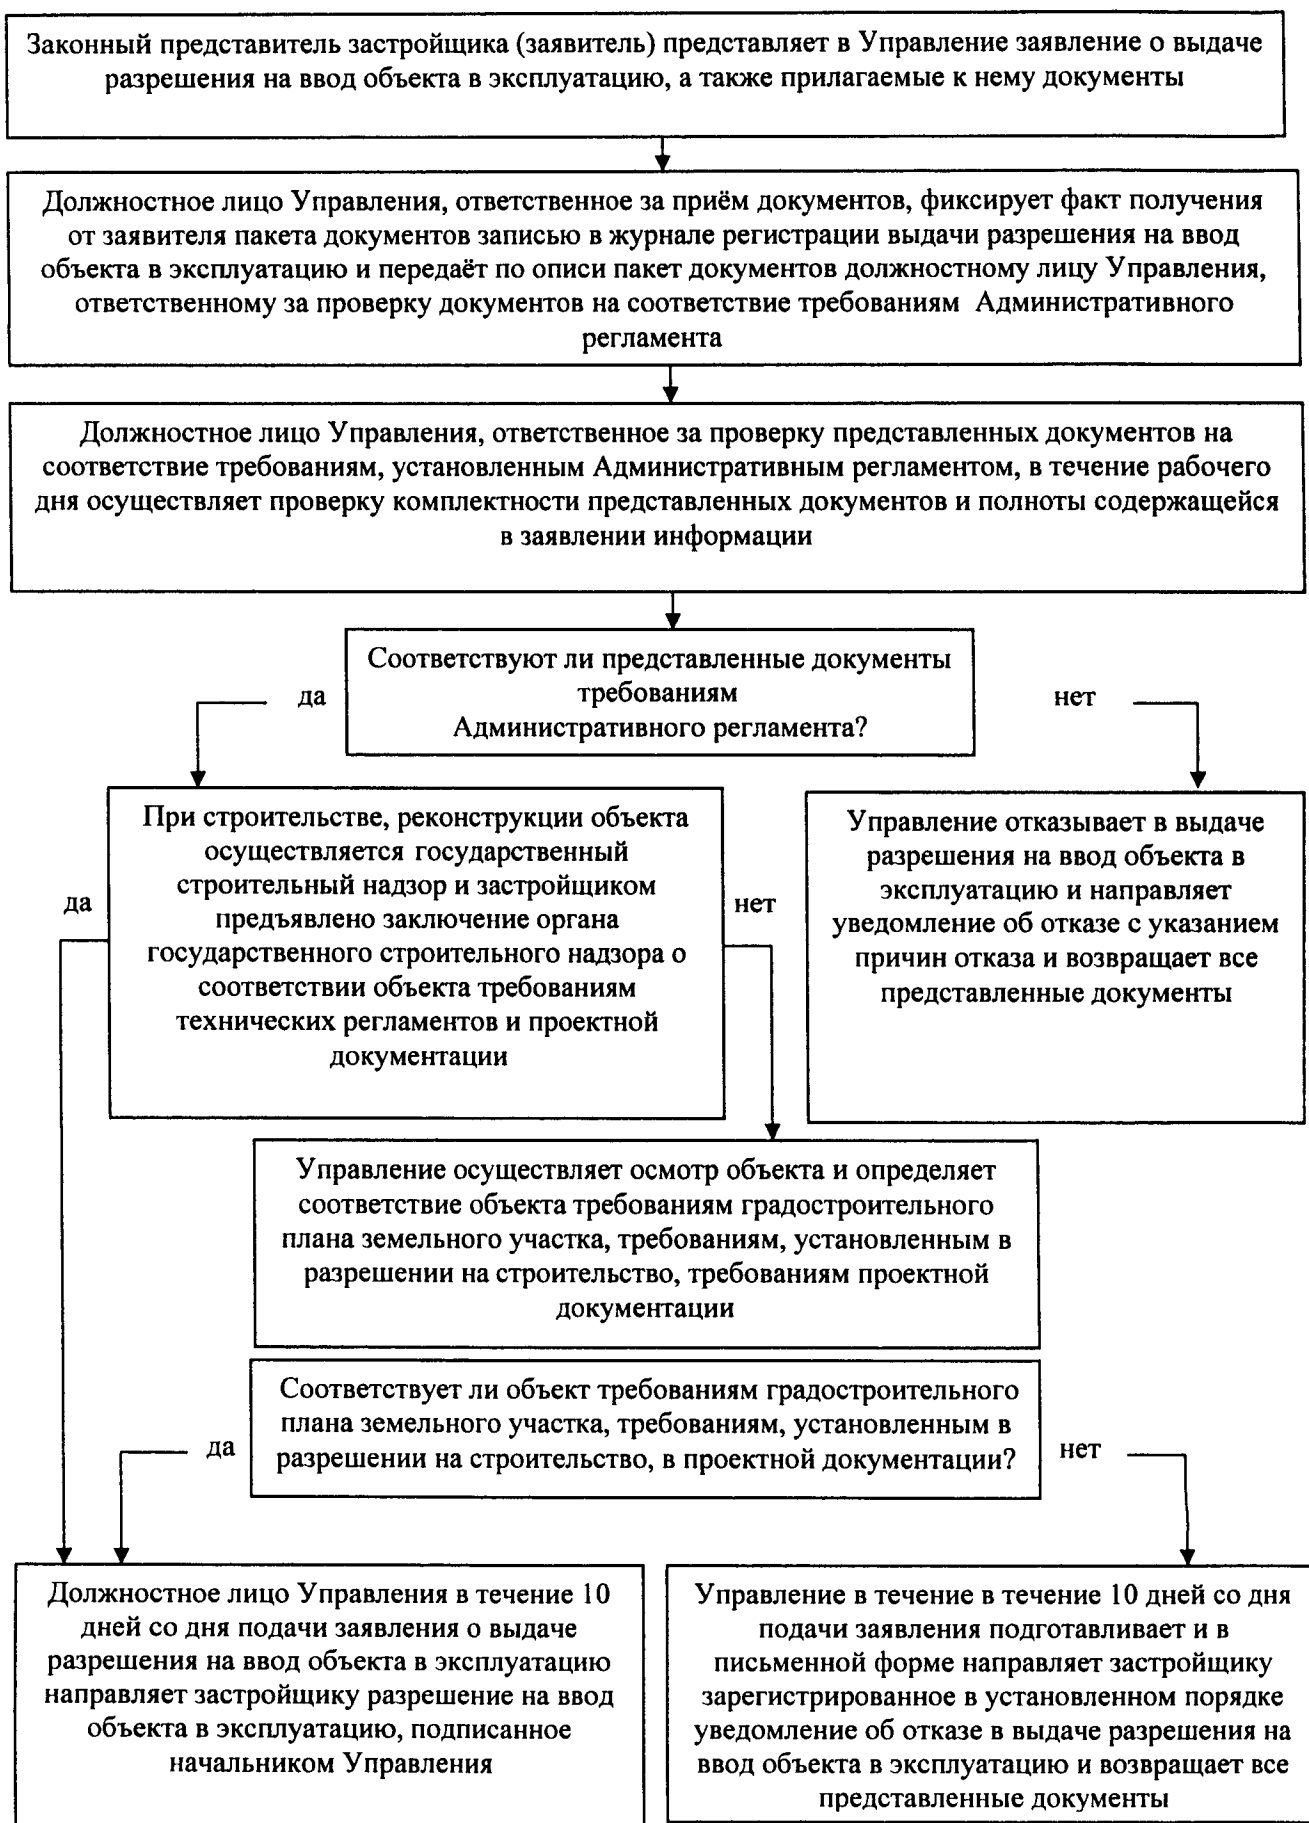 Законный представитель застройщика (заявитель) представляет в Управление заявление о выдаче
разрешения на ввод объекта в эксплуатацию, а также прилагаемые к нему документы
Должностное лицо Управления, ответственное за приём документов, фиксирует факт получения
от заявителя пакета документов записью в журнале регистрации выдачи разрешения на ввод
объекта в эксплуатацию и передаёт по описи пакет документов должностному лицу Управления,
ответственному за проверку документов на соответствие требованиям Административного
регламента
Должностное лицо Управления, ответственное за проверку представленных документов на
соответствие требованиям, установленным Административным регламентом, в течение рабочего
дня осуществляет проверку комплектности представленных документов и полноты содержащейся
в заявлении информации
Соответствуют ли представленные документы
требованиям
Административного регламента?
да
нет
При строительстве, реконструкции объекта
осуществляется государственный
строительный надзор и застройщиком
предъявлено заключение органа
государственного строительного надзора о
соответствии объекта требованиям
технических регламентов и проектной
документации
да
нет
Управление отказывает в выдаче
разрешения на ввод объекта в
эксплуатацию и направляет
уведомление об отказе с указанием
причин отказа и возвращает все
представленные документы
Управление осуществляет осмотр объекта и определяет
соответствие объекта требованиям градостроительного
плана земельного участка, требованиям, установленным в
разрешении на строительство, требованиям проектной
документации
Соответствует ли объект требованиям градостроительного
плана земельного участка, требованиям, установленным в
разрешении на строительство, в проектной документации?
да
нет
Должностное лицо Управления в течение 10
дней со дня подачи заявления о выдаче
разрешения на ввод объекта в эксплуатацию
направляет застройщику разрешение на ввод
объекта в эксплуатацию, подписанное
начальником Управления
Управление в течение в течение 10 дней со дня
подачи заявления подготавливает и в
письменной форме направляет застройщику
зарегистрированное в установленном порядке
уведомление об отказе в выдаче разрешения на
ввод объекта в эксплуатацию и возвращает все
представленные документы